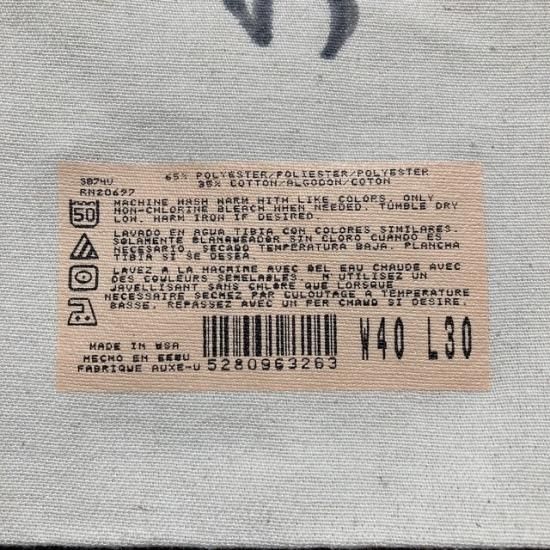 65% POLYESTER/POLIESTER/POLYESTER
35% COTTON/ALGODON/COTON
S874U
RN20697
50
MACHINE WASH WARM WITH LIKE COLORS. ONLY
NON-CHLORINE BLEACH WHEN NEEDED. TUMBLE DRY
LOW. WARM IRON IF DESIRED.
LAVADO EN AGUA TIBIA CON COLORES SIMILARES.
SOLAMENTE BLANQUEADOR SIN CLORO CUANDO ES
NECESARIO SECAR A TEMPERATURA BAJA. PLANCHA
TIBIA SI SE DESEA.
LAVEZ A LA MACHINE AVEC DEL EAU CHAUDE AVEC
DES COULEURS SEMBLABLES. N UTILISEZ UN
JAVELLISANT SANS CHLORE QUE LORSQUE
NECESSAIRE SECHEZ PAR CULOUTAGE A TEMPERATURE
BASSE. REPASSEZ AVEC UN FER CHAUD SI DESIRE.
MADE IN USA
HECHO EN EEUU
FABRIQUE AUXE-U
5280963263
W40 L30